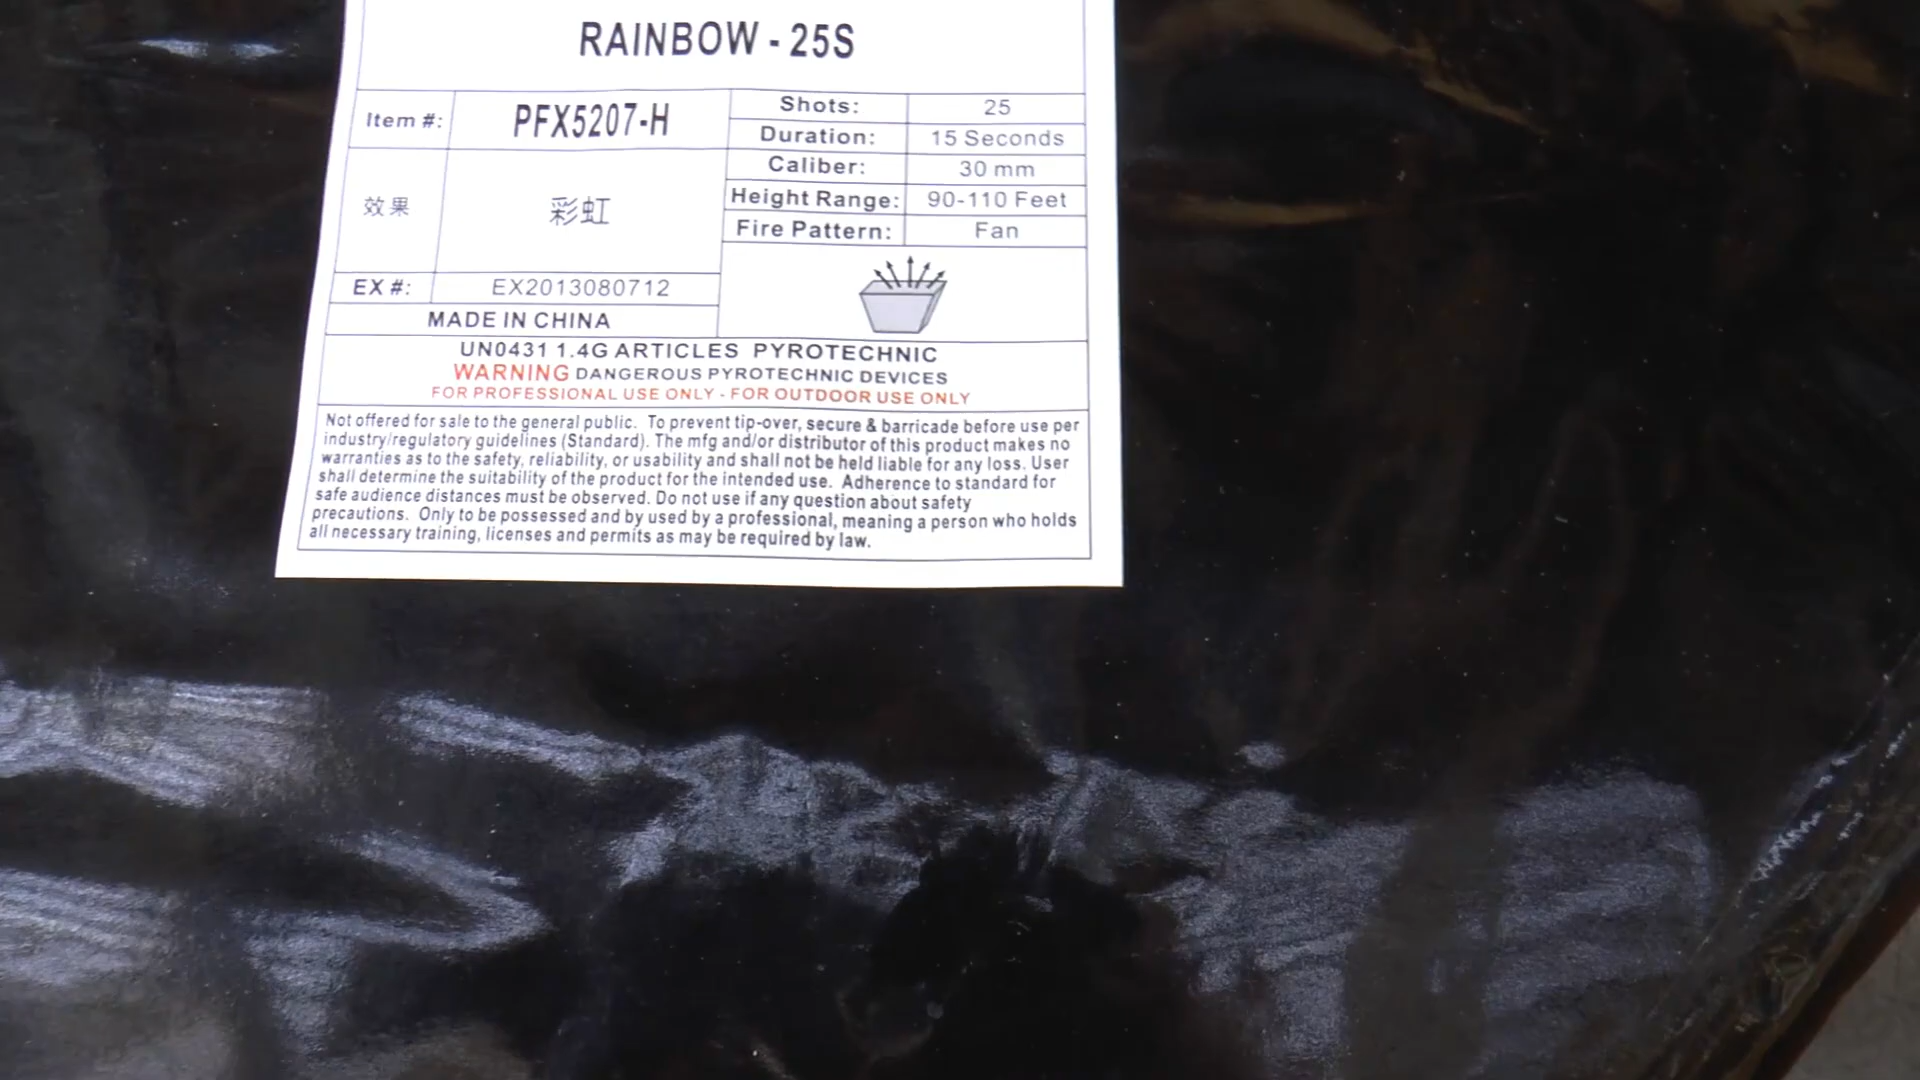 RAINBOW - 25S
Item #: PFX5207-H
Shots: 25
Duration: 15 Seconds
Caliber: 30 mm
Height Range: 90-110 Feet
Fire Pattern: Fan
效果 彩虹
EX #: EX2013080712
MADE IN CHINA
UN0431 1.4G ARTICLES PYROTECHNIC
WARNING DANGEROUS PYROTECHNIC DEVICES
FOR PROFESSIONAL USE ONLY - FOR OUTDOOR USE ONLY
Not offered for sale to the general public. To prevent tip-over, secure & barricade before use per
industry/regulatory guidelines (Standard). The mfg and/or distributor of this product makes no
warranties as to the safety, reliability, or usability and shall not be held liable for any loss. User
shall determine the suitability of the product for the intended use. Adherence to standard for
safe audience distances must be observed. Do not use if any question about safety
precautions. Only to be possessed and by used by a professional, meaning a person who holds
all necessary training, licenses and permits as may be required by law.